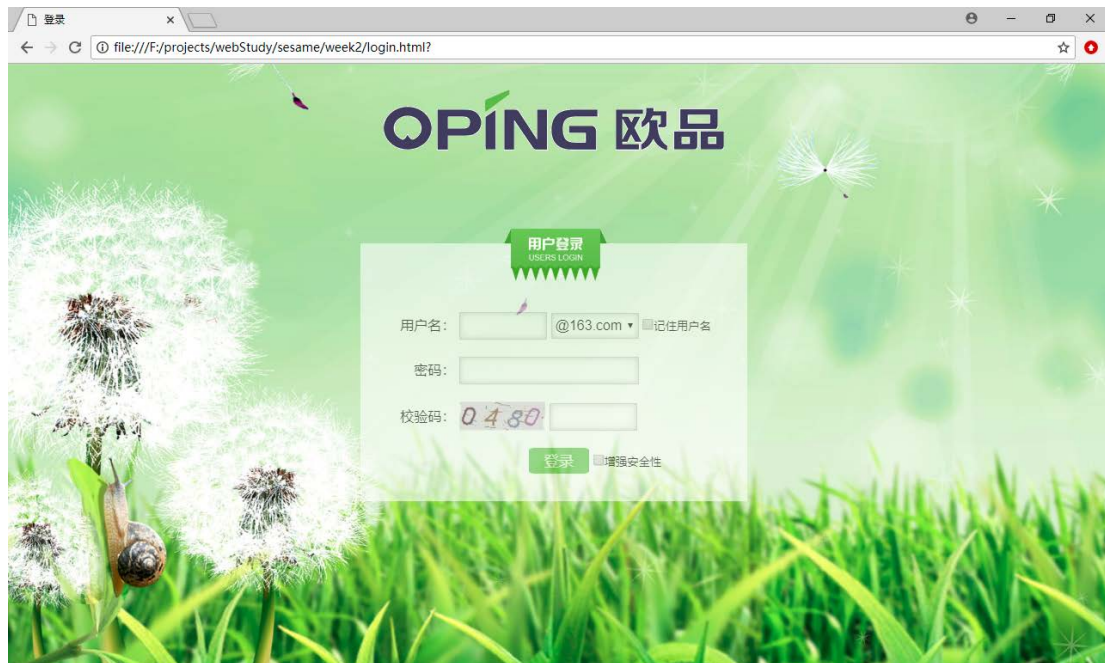 登录
file:///F:/projects/webStudy/sesame/week2/login.html?
OPING 欧品
用户登录
USERS LOGIN
用户名： @163.com 记住用户名
密码：
校验码： 0480
登录 增强安全性